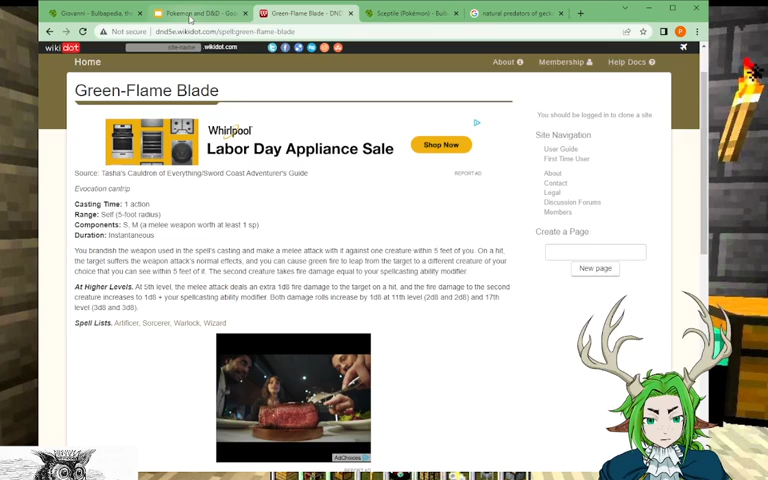 Giovanni - Bulbapedia, the
Pokeman and D&D - Goo
Green-Flame Blade - DND
Sceptile (Pokémon) - Bulb
natural predators of geck
Not secure
dnd5e.wikidot.com/spell:green-flame-blade
wikidot
site-name
.wikidot.com
Home
About
Membership
Help Docs
Green-Flame Blade
Whirlpool
Labor Day Appliance Sale
Shop Now
REPORT AD
Source: Tasha's Cauldron of Everything/Sword Coast Adventurer's Guide
Evocation cantrip
Casting Time: 1 action
Range: Self (5-foot radius)
Components: S, M (a melee weapon worth at least 1 sp)
Duration: Instantaneous
You brandish the weapon used in the spell's casting and make a melee attack with it against one creature within 5 feet of you. On a hit,
the target suffers the weapon attack's normal effects, and you can cause green fire to leap from the target to a different creature of your
choice that you can see within 5 feet of it. The second creature takes fire damage equal to your spellcasting ability modifier
At Higher Levels. At 5th level, the melee attack deals an extra 1d8 fire damage to the target on a hit, and the fire damage to the second
creature increases to 1d8 + your spellcasting ability modifier. Both damage rolls increase by 1d8 at 11th level (2d8 and 2d8) and 17th
level (3d8 and 3d8).
Spell Lists. Artificer, Sorcerer, Warlock, Wizard
AdChoices
REPORT AD
You should be logged in to clone a site.
Site Navigation
User Guide
First Time User
About
Contact
Legal
Discussion Forums
Members
Create a Page
New page